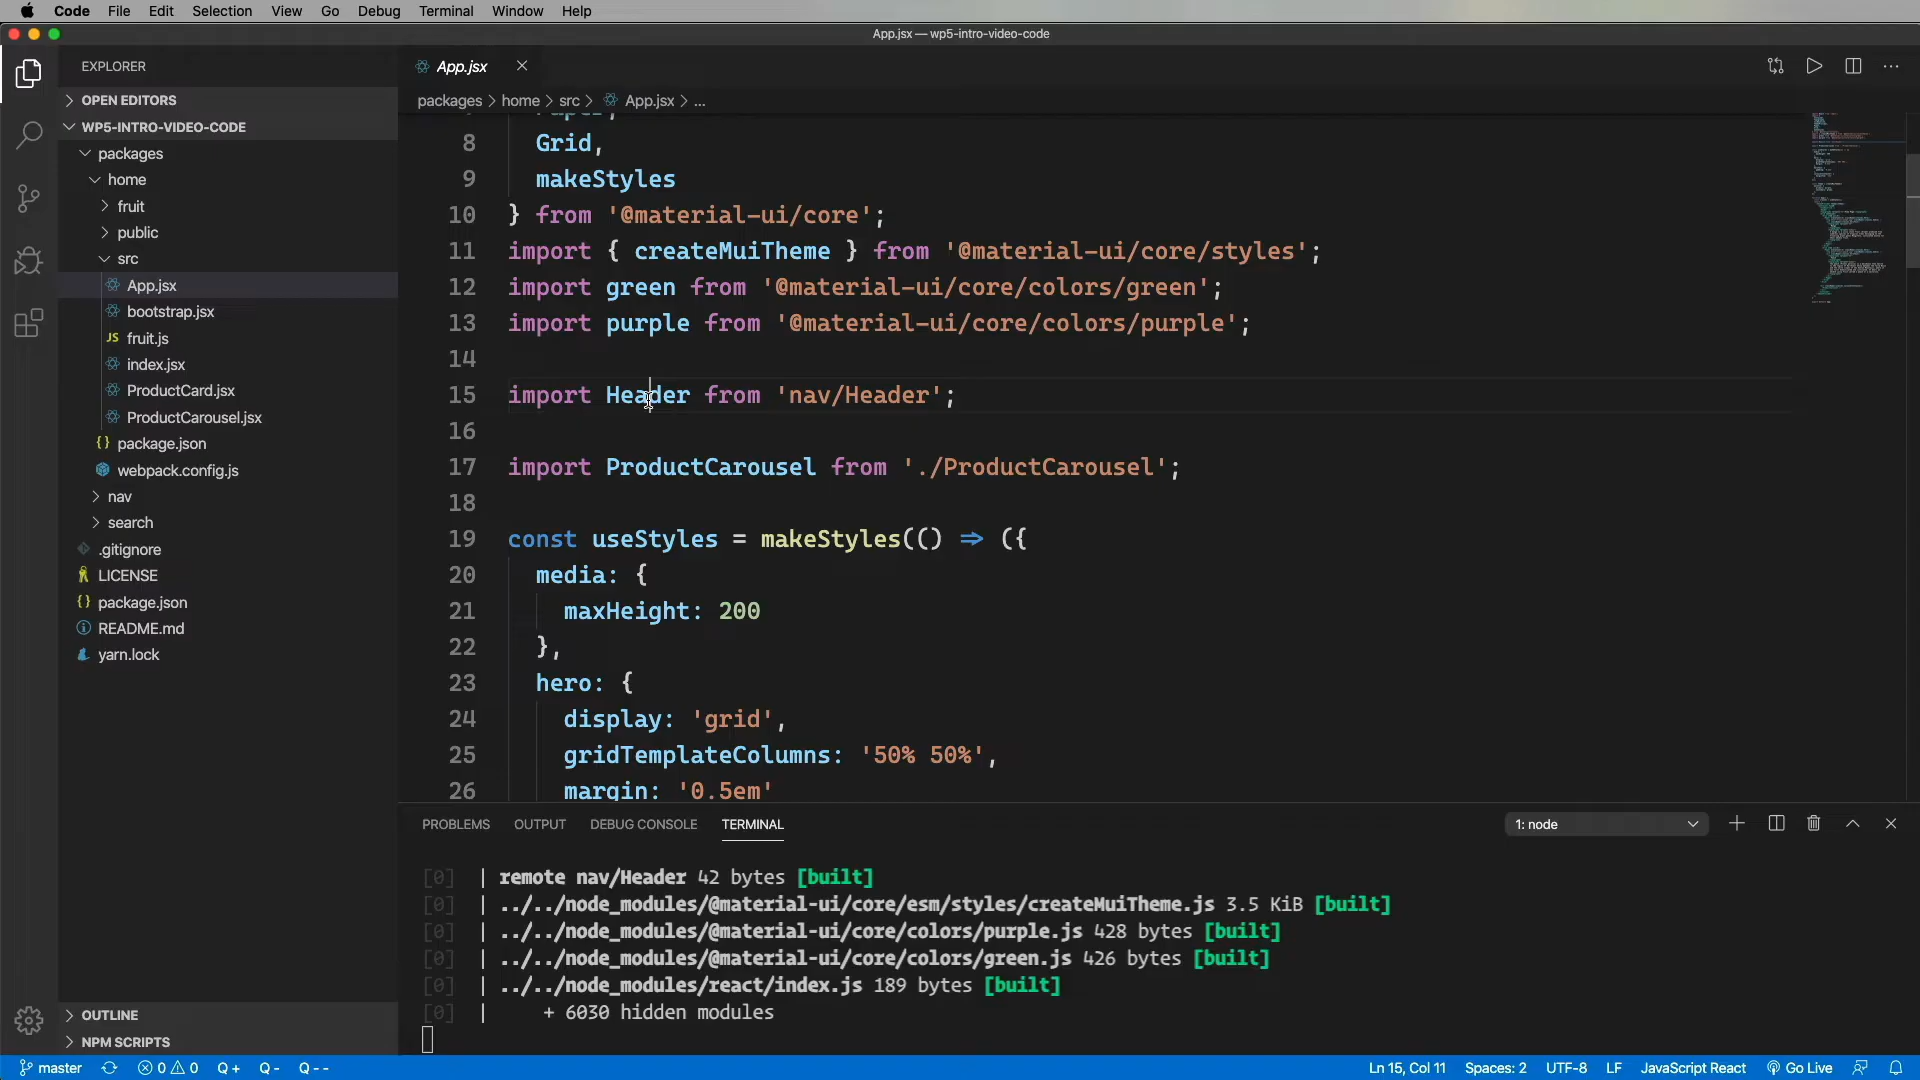 Code File Edit Selection View Go Debug Terminal Window Help
App.jsx — wp5-intro-video-code
EXPLORER
OPEN EDITORS
WP5-INTRO-VIDEO-CODE
packages
home
fruit
public
src
App.jsx
bootstrap.jsx
JS fruit.js
index.jsx
ProductCard.jsx
ProductCarousel.jsx
{} package.json
webpack.config.js
nav
search
.gitignore
LICENSE
{} package.json
README.md
yarn.lock
OUTLINE
NPM SCRIPTS
App.jsx
packages > home > src > App.jsx > ...
8 Grid,
9 makeStyles
10 } from '@material-ui/core';
11 import { createMuiTheme } from '@material-ui/core/styles';
12 import green from '@material-ui/core/colors/green';
13 import purple from '@material-ui/core/colors/purple';
14
15 import Header from 'nav/Header';
16
17 import ProductCarousel from './ProductCarousel';
18
19 const useStyles = makeStyles(() => ({
20 media: {
21 maxHeight: 200
22 },
23 hero: {
24 display: 'grid',
25 gridTemplateColumns: '50% 50%',
26 margin: '0.5em'
PROBLEMS OUTPUT DEBUG CONSOLE TERMINAL
1: node
[0] | remote nav/Header 42 bytes [built]
[0] | ../../node_modules/@material-ui/core/esm/styles/createMuiTheme.js 3.5 KiB [built]
[0] | ../../node_modules/@material-ui/core/colors/purple.js 428 bytes [built]
[0] | ../../node_modules/@material-ui/core/colors/green.js 426 bytes [built]
[0] | ../../node_modules/react/index.js 189 bytes [built]
[0] | + 6030 hidden modules
master 0 0 Q+ Q- Q-- Ln 15, Col 11 Spaces: 2 UTF-8 LF JavaScript React Go Live